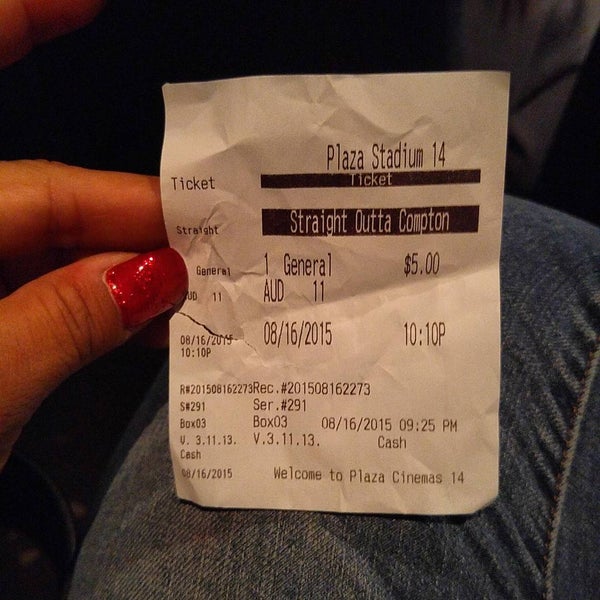 Plaza Stadium 14
Ticket Ticket
Straight Straight Outta Compton
General 1 General $5.00
AUD 11 AUD 11
08/16/2015 08/16/2015 10:10P
10:10P
R#201508162273 Rec.#201508162273
S#291 Ser.#291
Box03 Box03 08/16/2015 09:25 PM
V. 3.11.13. V.3.11.13. Cash
Cash
08/16/2015 Welcome to Plaza Cinemas 14